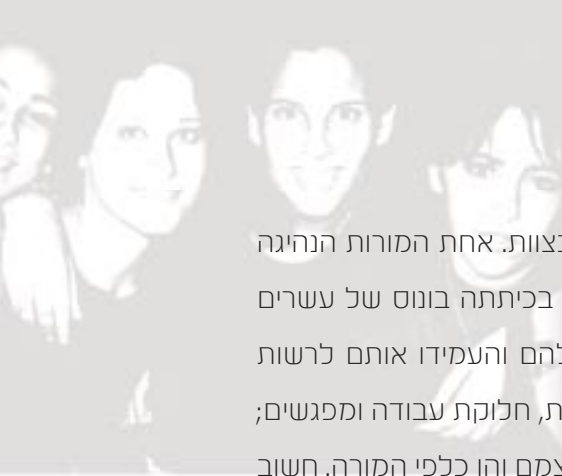 בצוות. אחת המורות הנהיגה
בכיתתה בונוס של עשרים
להם והעמידו אותם לרשות
ת, חלוקת עבודה ומפגשים;
צמם והן כלפי המורה. חשוב